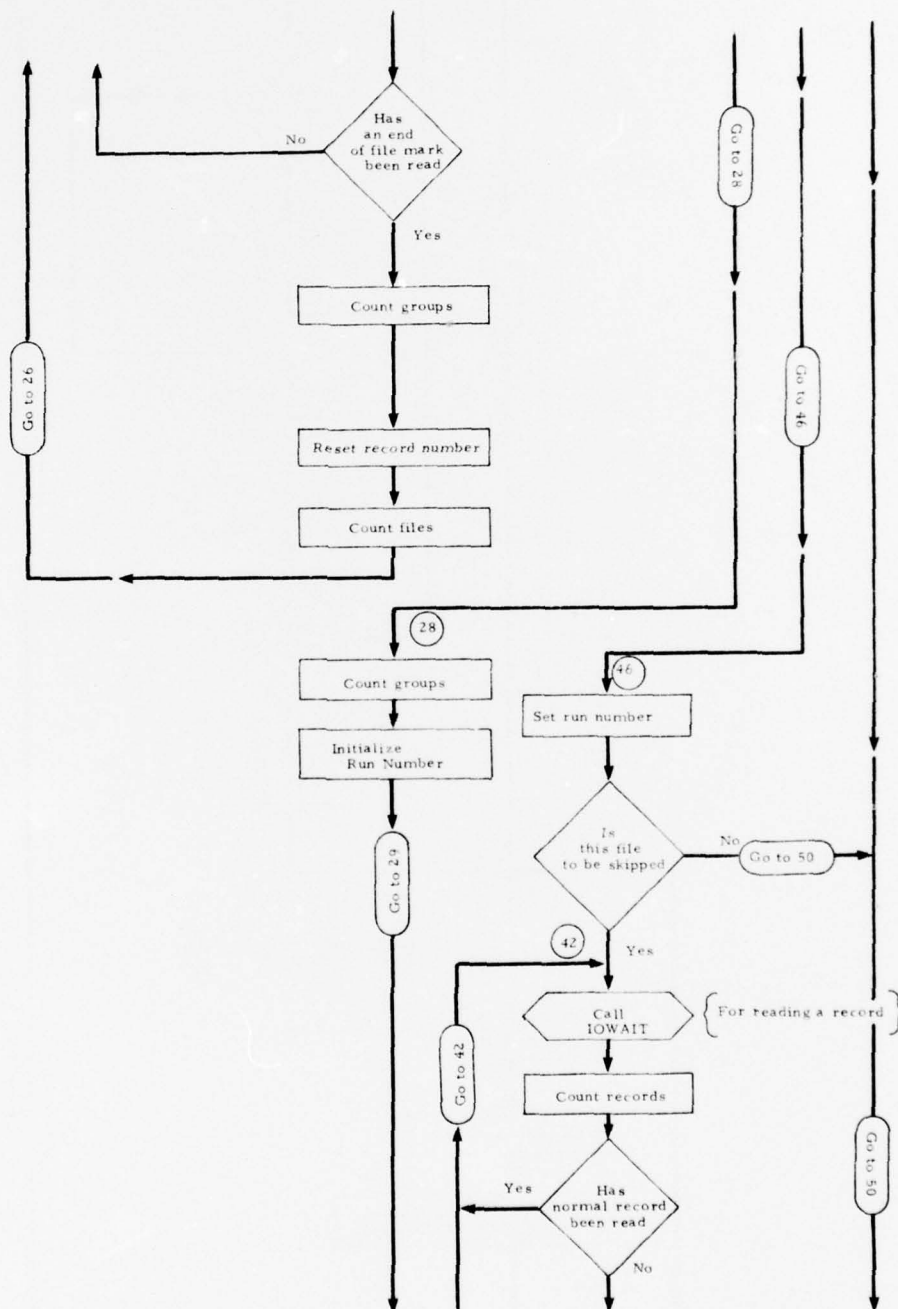 Has
an end
of file mark
been read
No
Yes
Go to 28
Count groups
Go to 26
Go to 46
Reset record number
Count files
28
Count groups
46
Set run number
Initialize
Run Number
Is
this file
to be skipped
No
Go to 50
Go to 29
42
Yes
Call
IOWAIT
For reading a record
Go to 42
Count records
Go to 50
Yes
Has
normal record
been read
No